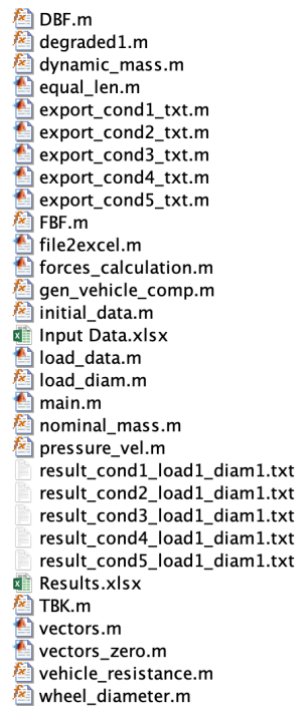 DBF.m
degraded1.m
dynamic_mass.m
equal_len.m
export_cond1_txt.m
export_cond2_txt.m
export_cond3_txt.m
export_cond4_txt.m
export_cond5_txt.m
FBF.m
file2excel.m
forces_calculation.m
gen_vehicle_comp.m
initial_data.m
Input Data.xlsx
load_data.m
load_diam.m
main.m
nominal_mass.m
pressure_vel.m
result_cond1_load1_diam1.txt
result_cond2_load1_diam1.txt
result_cond3_load1_diam1.txt
result_cond4_load1_diam1.txt
result_cond5_load1_diam1.txt
Results.xlsx
TBK.m
vectors.m
vectors_zero.m
vehicle_resistance.m
wheel_diameter.m